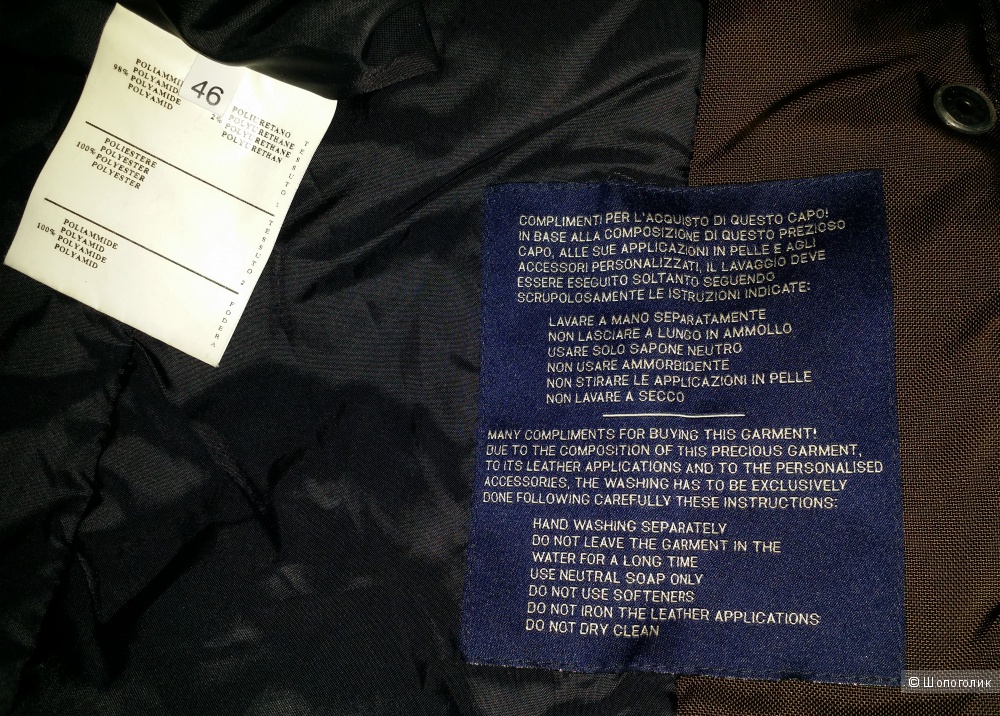 46
POLIAMMI
98% POLYAMID
POLYAMIDE
POLYAMID
POLIURETANO
2% POLYURETHANE
POLYURETHANE
POLYURETHAN
TESSUTO 1
POLIESTERE
100% POLYESTER
POLYESTER
POLYESTER
TESSUTO 2
POLIAMMIDE
100% POLYAMID
POLYAMIDE
POLYAMID
FODERA
COMPLIMENTI PER L'ACQUISTO DI QUESTO CAPO!
IN BASE ALLA COMPOSIZIONE DI QUESTO PREZIOSO
CAPO, ALLE SUE APPLICAZIONI IN PELLE E AGLI
ACCESSORI PERSONALIZZATI, IL LAVAGGIO DEVE
ESSERE ESEGUITO SOLTANTO SEGUENDO
SCRUPOLOSAMENTE LE ISTRUZIONI INDICATE:
LAVARE A MANO SEPARATAMENTE
NON LASCIARE A LUNGO IN AMMOLLO
USARE SOLO SAPONE NEUTRO
NON USARE AMMORBIDENTE
NON STIRARE LE APPLICAZIONI IN PELLE
NON LAVARE A SECCO
MANY COMPLIMENTS FOR BUYING THIS GARMENT!
DUE TO THE COMPOSITION OF THIS PRECIOUS GARMENT,
TO ITS LEATHER APPLICATIONS AND TO THE PERSONALISED
ACCESSORIES, THE WASHING HAS TO BE EXCLUSIVELY
DONE FOLLOWING CAREFULLY THESE INSTRUCTIONS:
HAND WASHING SEPARATELY
DO NOT LEAVE THE GARMENT IN THE
WATER FOR A LONG TIME
USE NEUTRAL SOAP ONLY
DO NOT USE SOFTENERS
DO NOT IRON THE LEATHER APPLICATIONS
DO NOT DRY CLEAN
© Шопоголик